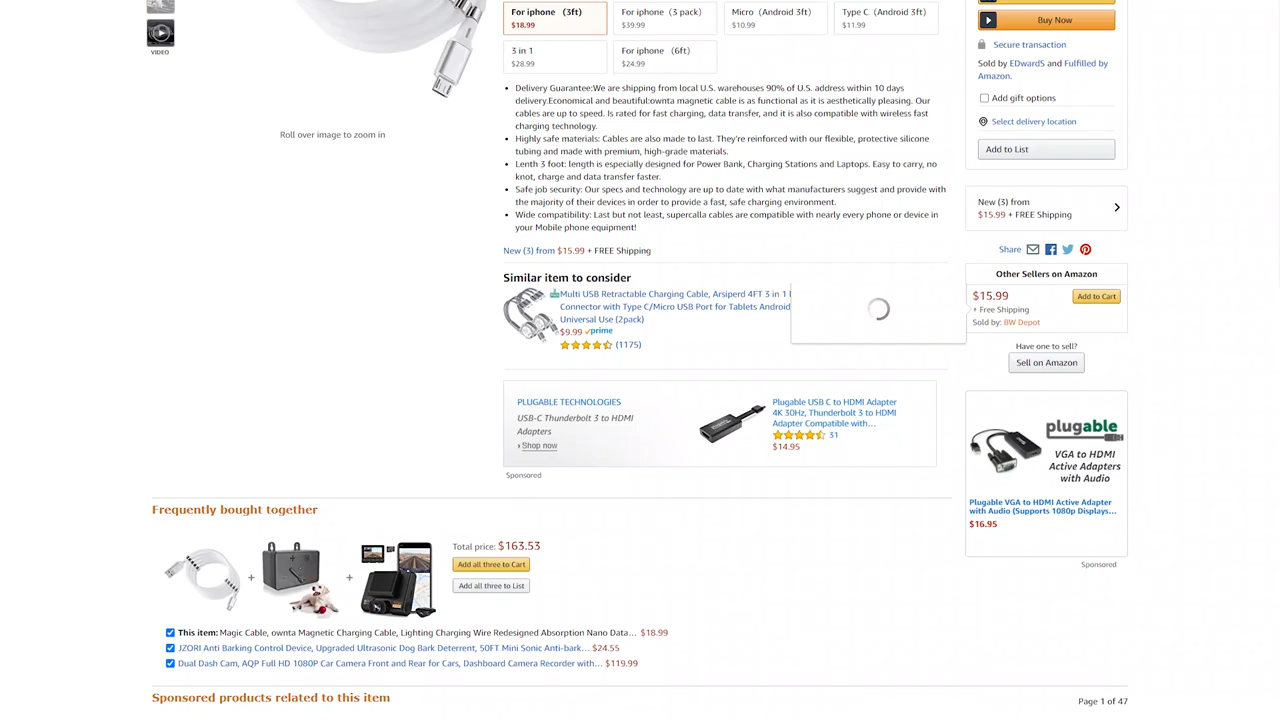 VIDEO
Roll over image to zoom in
For iphone （3ft）
$18.99
For iphone （3 pack）
$39.99
Micro（Android 3ft）
$10.99
Type C（Android 3ft）
$11.99
3 in 1
$28.99
For iphone （6ft）
$24.99
Delivery Guarantee:We are shipping from local U.S. warehouses 90% of U.S. address within 10 days
delivery.Economical and beautiful:ownta magnetic cable is as functional as it is aesthetically pleasing. Our
cables are up to speed. Is rated for fast charging, data transfer, and it is also compatible with wireless fast
charging technology.
Highly safe materials: Cables are also made to last. They're reinforced with our flexible, protective silicone
tubing and made with premium, high-grade materials.
Lenth 3 foot: length is especially designed for Power Bank, Charging Stations and Laptops. Easy to carry, no
knot, charge and data transfer faster.
Safe job security: Our specs and technology are up to date with what manufacturers suggest and provide with
the majority of their devices in order to provide a fast, safe charging environment.
Wide compatibility: Last but not least, supercalla cables are compatible with nearly every phone or device in
your Mobile phone equipment!
New (3) from $15.99 + FREE Shipping
Similar item to consider
Multi USB Retractable Charging Cable, Arsiperd 4FT 3 in 1
Connector with Type C/Micro USB Port for Tablets Android
Universal Use (2pack)
$9.99 prime
(1175)
PLUGABLE TECHNOLOGIES
USB-C Thunderbolt 3 to HDMI
Adapters
› Shop now
Plugable USB C to HDMI Adapter
4K 30Hz, Thunderbolt 3 to HDMI
Adapter Compatible with…
31
$14.95
Sponsored
Buy Now
Secure transaction
Sold by EDwardS and Fulfilled by
Amazon.
Add gift options
Select delivery location
Add to List
New (3) from
$15.99 + FREE Shipping
Share
Other Sellers on Amazon
$15.99
Add to Cart
+ Free Shipping
Sold by: BW Depot
Have one to sell?
Sell on Amazon
plugable
VGA to HDMI
Active Adapters
with Audio
Plugable VGA to HDMI Active Adapter
with Audio (Supports 1080p Displays...
$16.95
Sponsored
Frequently bought together
+
+
Total price: $163.53
Add all three to Cart
Add all three to List
This item: Magic Cable, ownta Magnetic Charging Cable, Lighting Charging Wire Redesigned Absorption Nano Data… $18.99
JZORI Anti Barking Control Device, Upgraded Ultrasonic Dog Bark Deterrent, 50FT Mini Sonic Anti-bark… $24.55
Dual Dash Cam, AQP Full HD 1080P Car Camera Front and Rear for Cars, Dashboard Camera Recorder with… $119.99
Sponsored products related to this item
Page 1 of 47